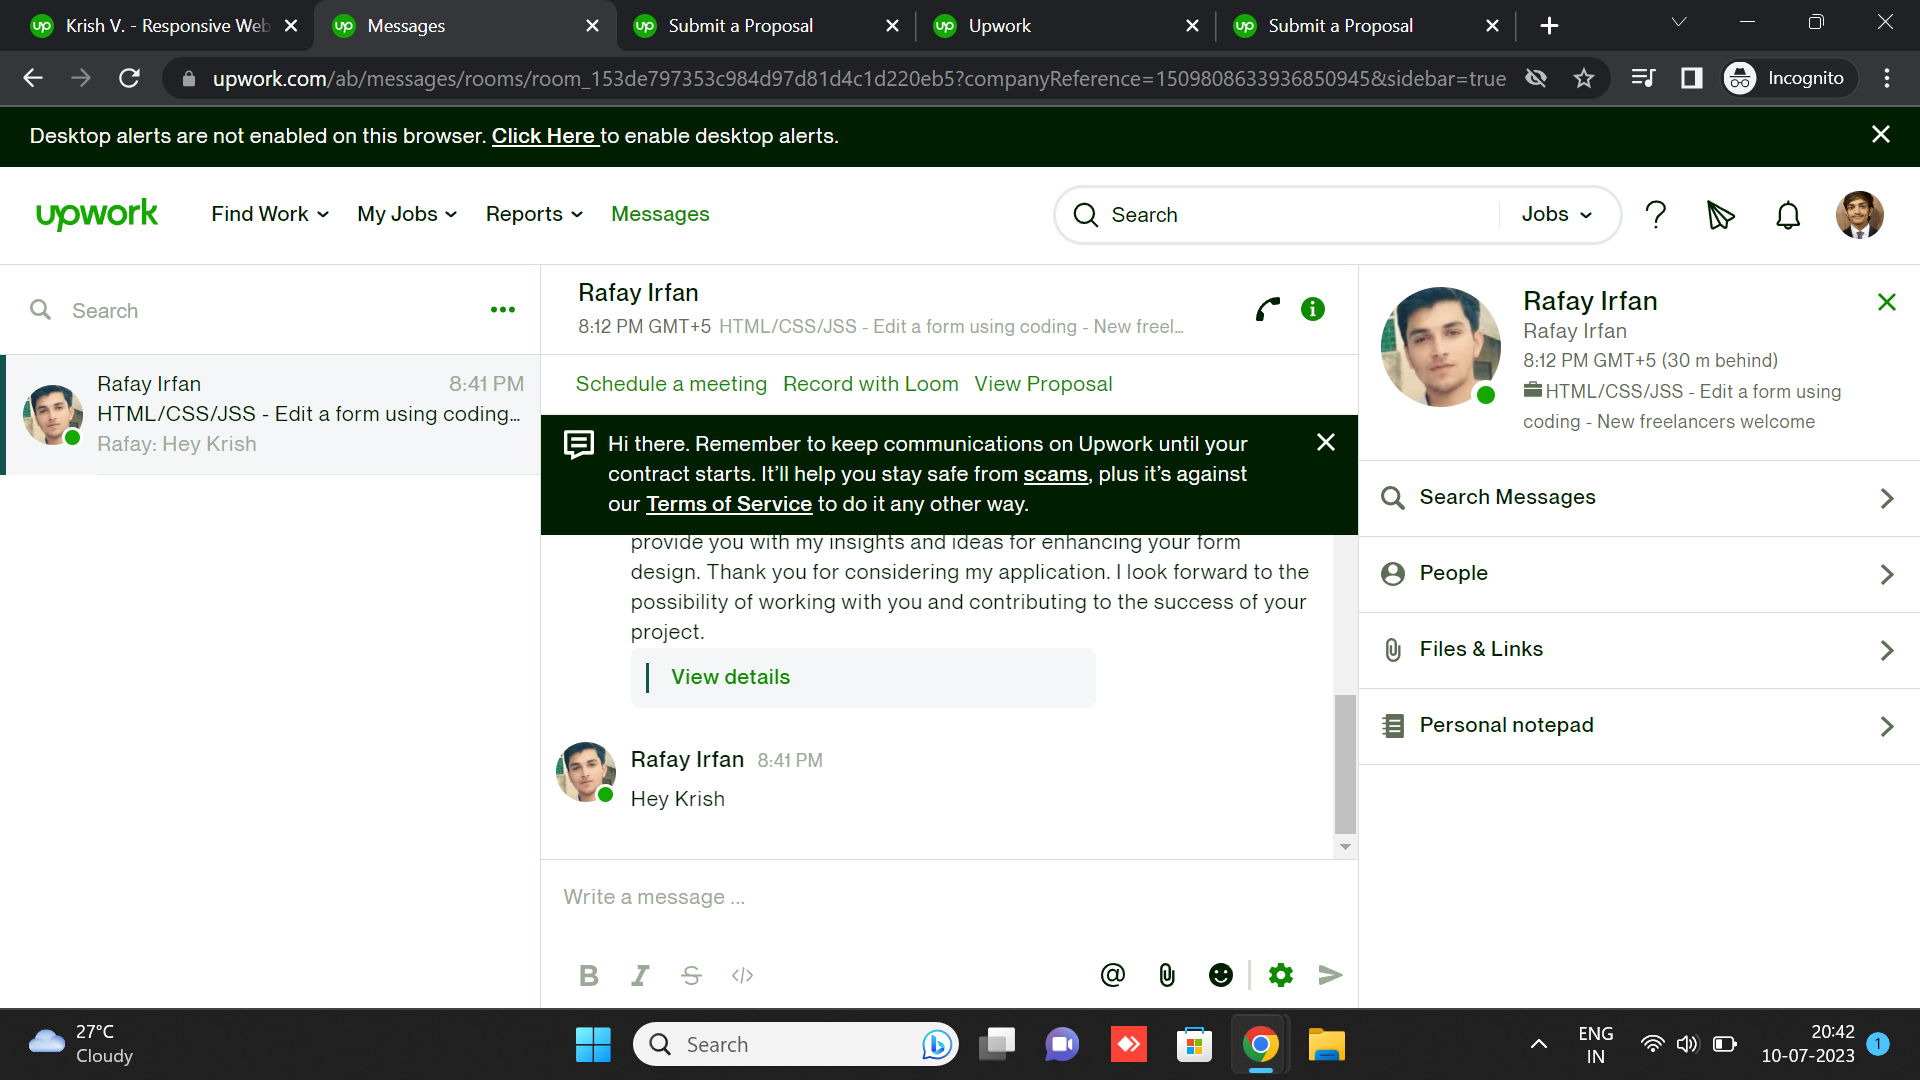 Krish V. - Responsive Web
Messages
Submit a Proposal
Upwork
Submit a Proposal
upwork.com/ab/messages/rooms/room_153de797353c984d97d81d4c1d220eb5?companyReference=1509808633936850945&sidebar=true
Incognito
Desktop alerts are not enabled on this browser. Click Here to enable desktop alerts.
upwork
Find Work
My Jobs
Reports
Messages
Search
Jobs
Search
Rafay Irfan
8:41 PM
HTML/CSS/JSS - Edit a form using coding...
Rafay: Hey Krish
Rafay Irfan
8:12 PM GMT+5 HTML/CSS/JSS - Edit a form using coding - New freel...
Schedule a meeting Record with Loom View Proposal
Hi there. Remember to keep communications on Upwork until your
contract starts. It’ll help you stay safe from scams, plus it’s against
our Terms of Service to do it any other way.
provide you with my insights and ideas for enhancing your form
design. Thank you for considering my application. I look forward to the
possibility of working with you and contributing to the success of your
project.
View details
Rafay Irfan 8:41 PM
Hey Krish
Write a message ...
B I S </>
@
Rafay Irfan
Rafay Irfan
8:12 PM GMT+5 (30 m behind)
HTML/CSS/JSS - Edit a form using
coding - New freelancers welcome
Search Messages
People
Files & Links
Personal notepad
27°C
Cloudy
Search
ENG
IN
20:42
10-07-2023
1